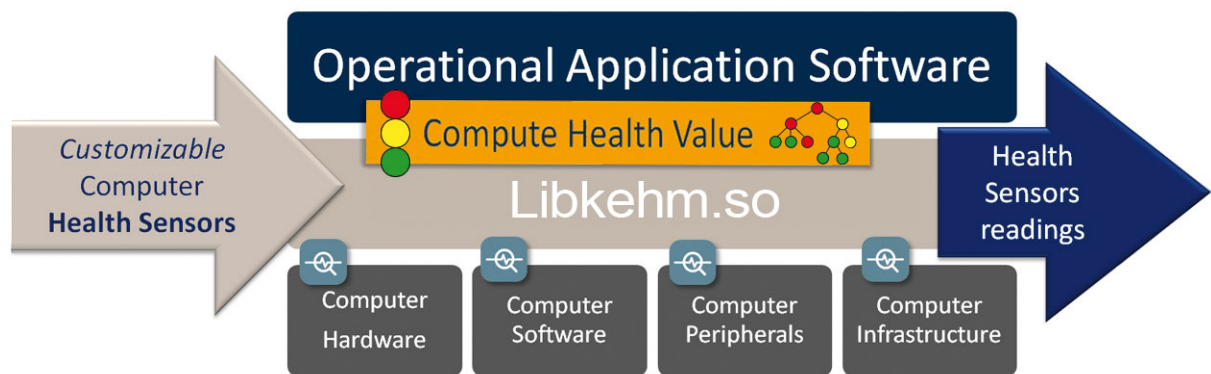 Operational Application Software
Compute Health Value
Customizable
Computer
Health Sensors
Libkehm.so
Health
Sensors
readings
Computer
Hardware
Computer
Software
Computer
Peripherals
Computer
Infrastructure